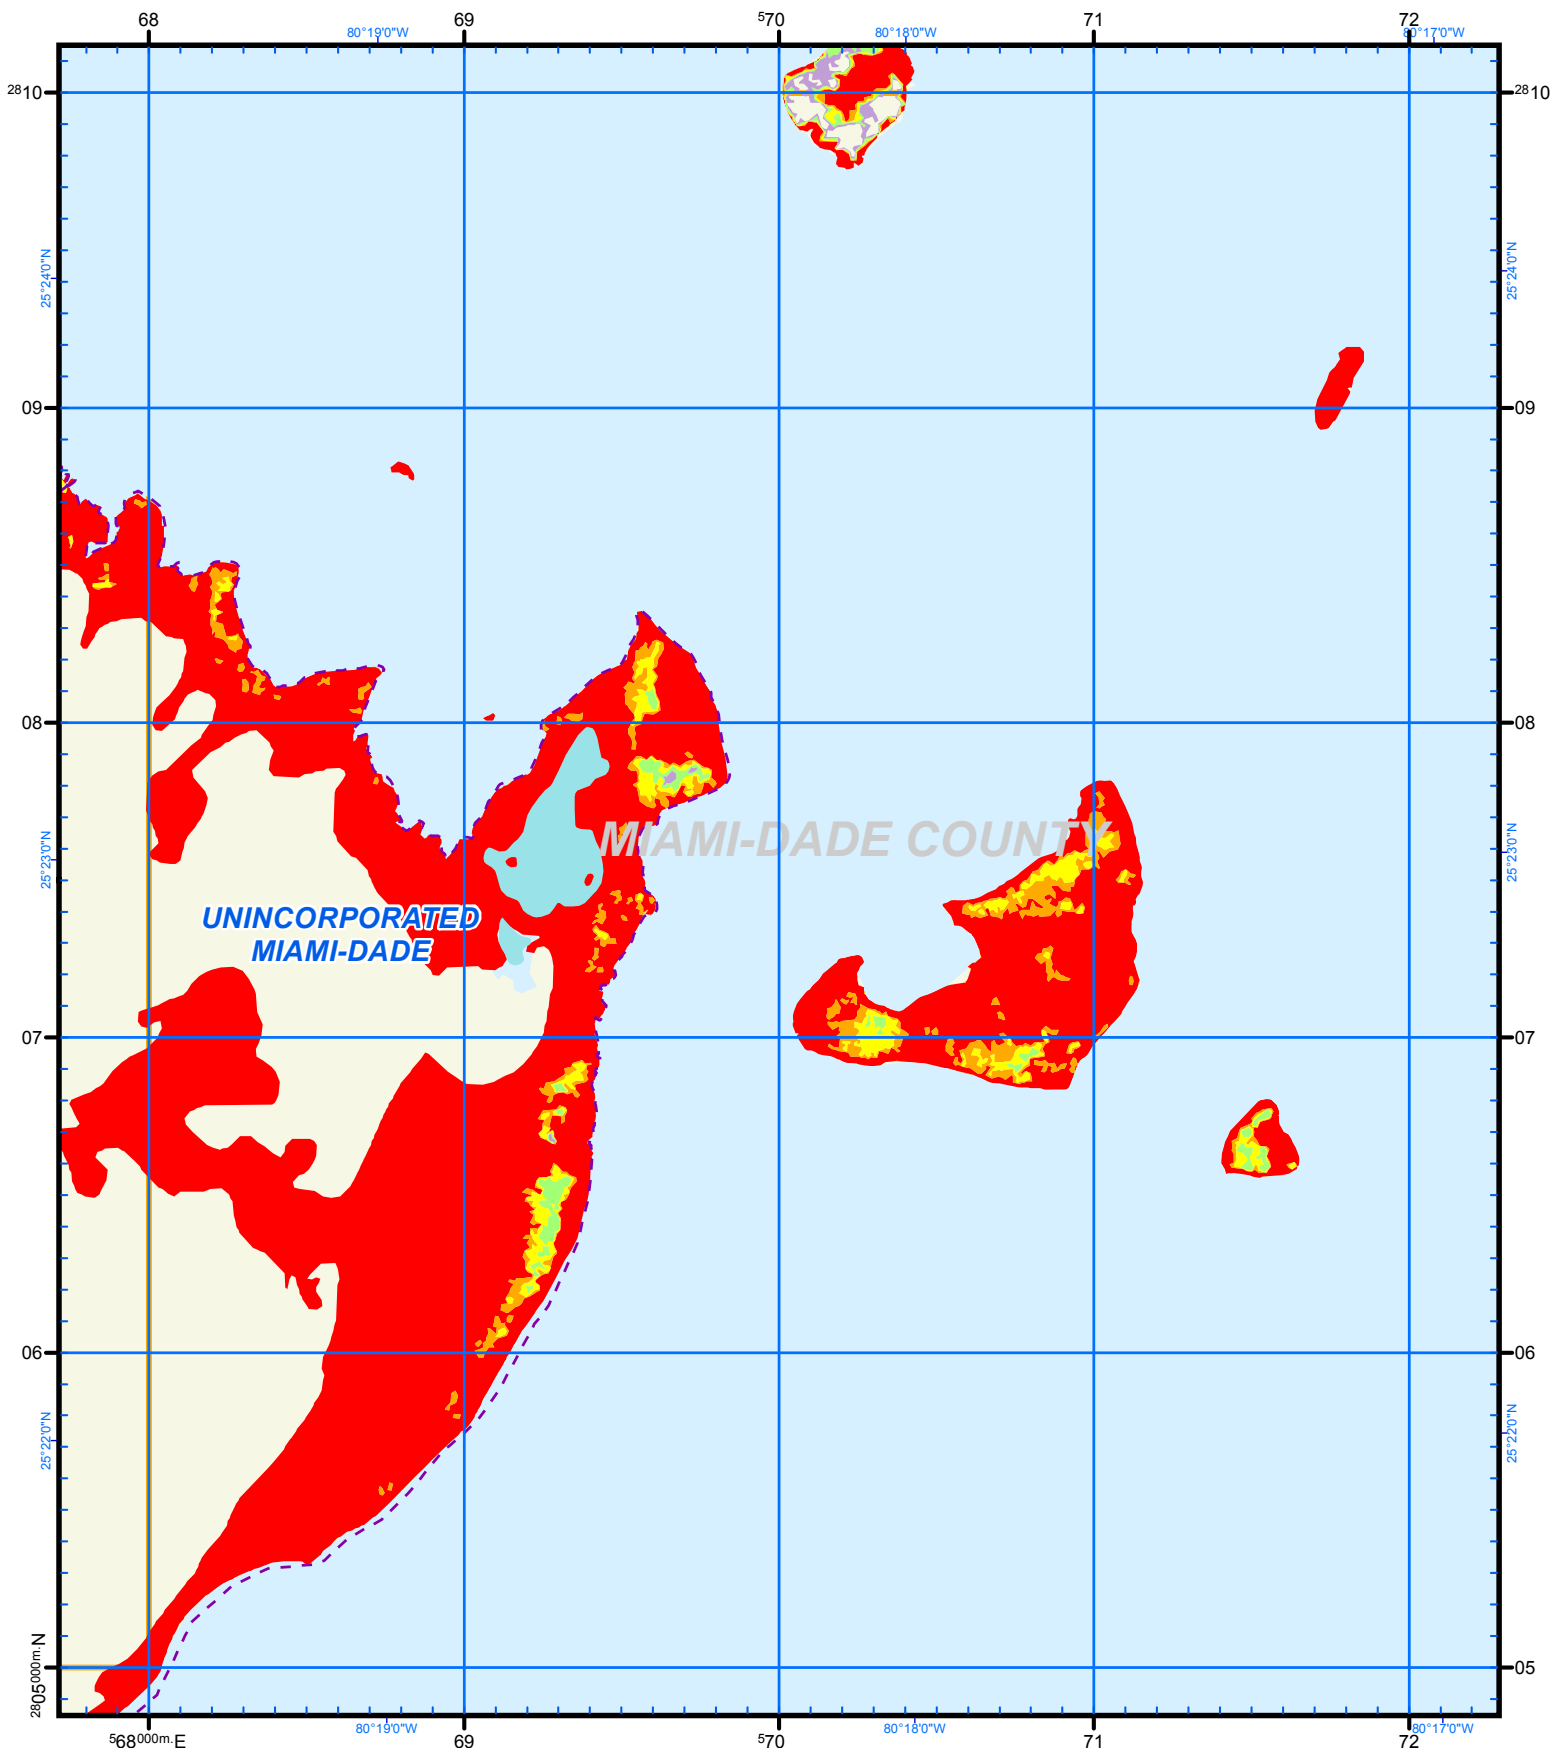 68 69 ⁵70 71 72
80°19'0"W 80°18'0"W 80°17'0"W
²⁸10 ²⁸10
25°24'0"N 25°24'0"N
09 09
08 08
MIAMI-DADE COUNTY
25°23'0"N 25°23'0"N
UNINCORPORATED
MIAMI-DADE
07 07
06 06
25°22'0"N 25°22'0"N
²⁸05⁰⁰⁰ᵐ·N 05
80°19'0"W 80°18'0"W 80°17'0"W
⁵68⁰⁰⁰ᵐ·E 69 ⁵70 71 72